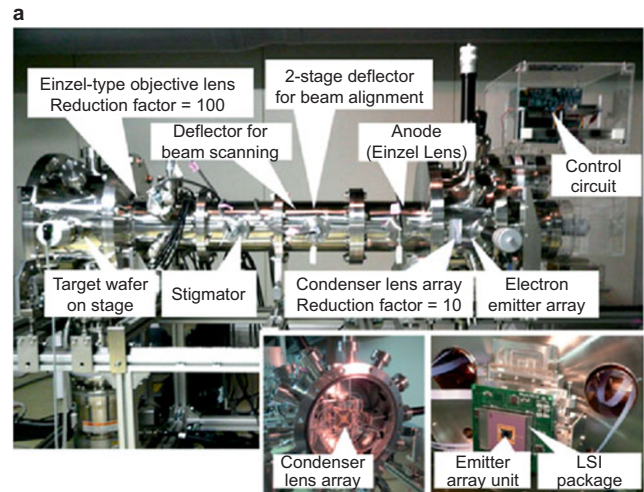 a
Einzel-type objective lens
Reduction factor = 100
2-stage deflector
for beam alignment
Deflector for
beam scanning
Anode
(Einzel Lens)
Control
circuit
Target wafer
on stage
Stigmator
Condenser lens array
Reduction factor = 10
Electron
emitter array
Condenser
lens array
Emitter
array unit
LSI
package